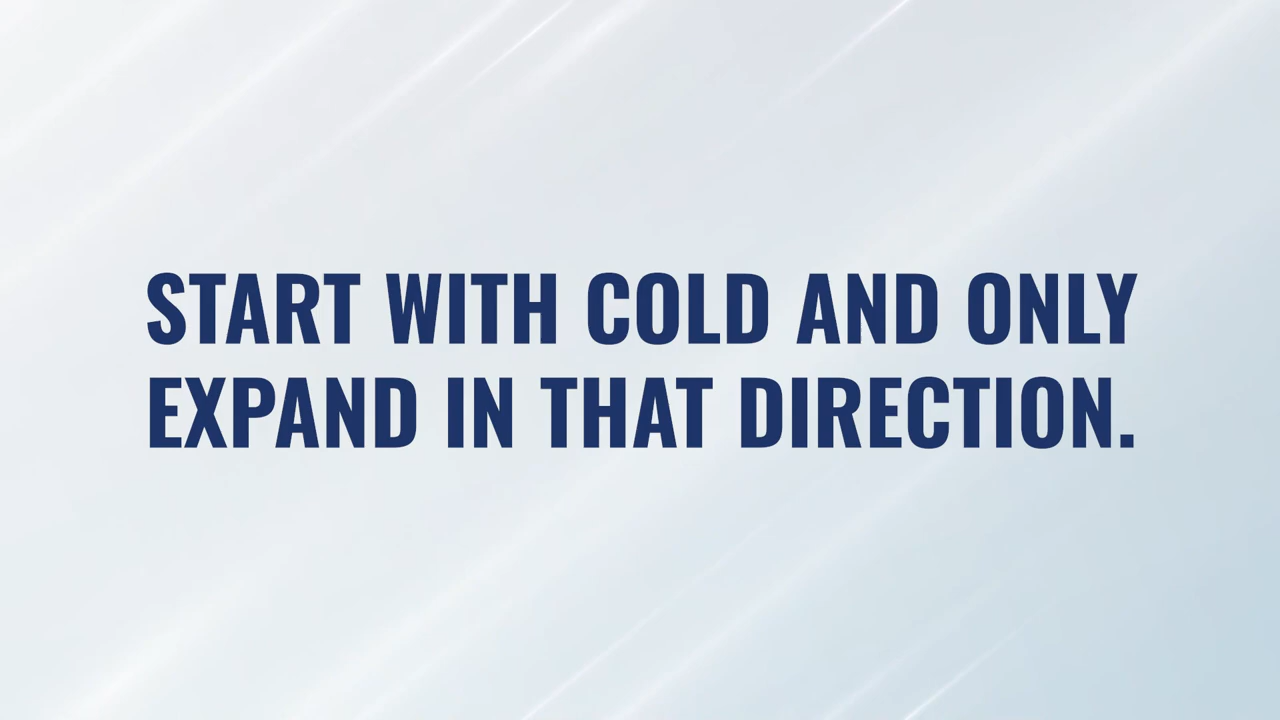 START WITH COLD AND ONLY
EXPAND IN THAT DIRECTION.